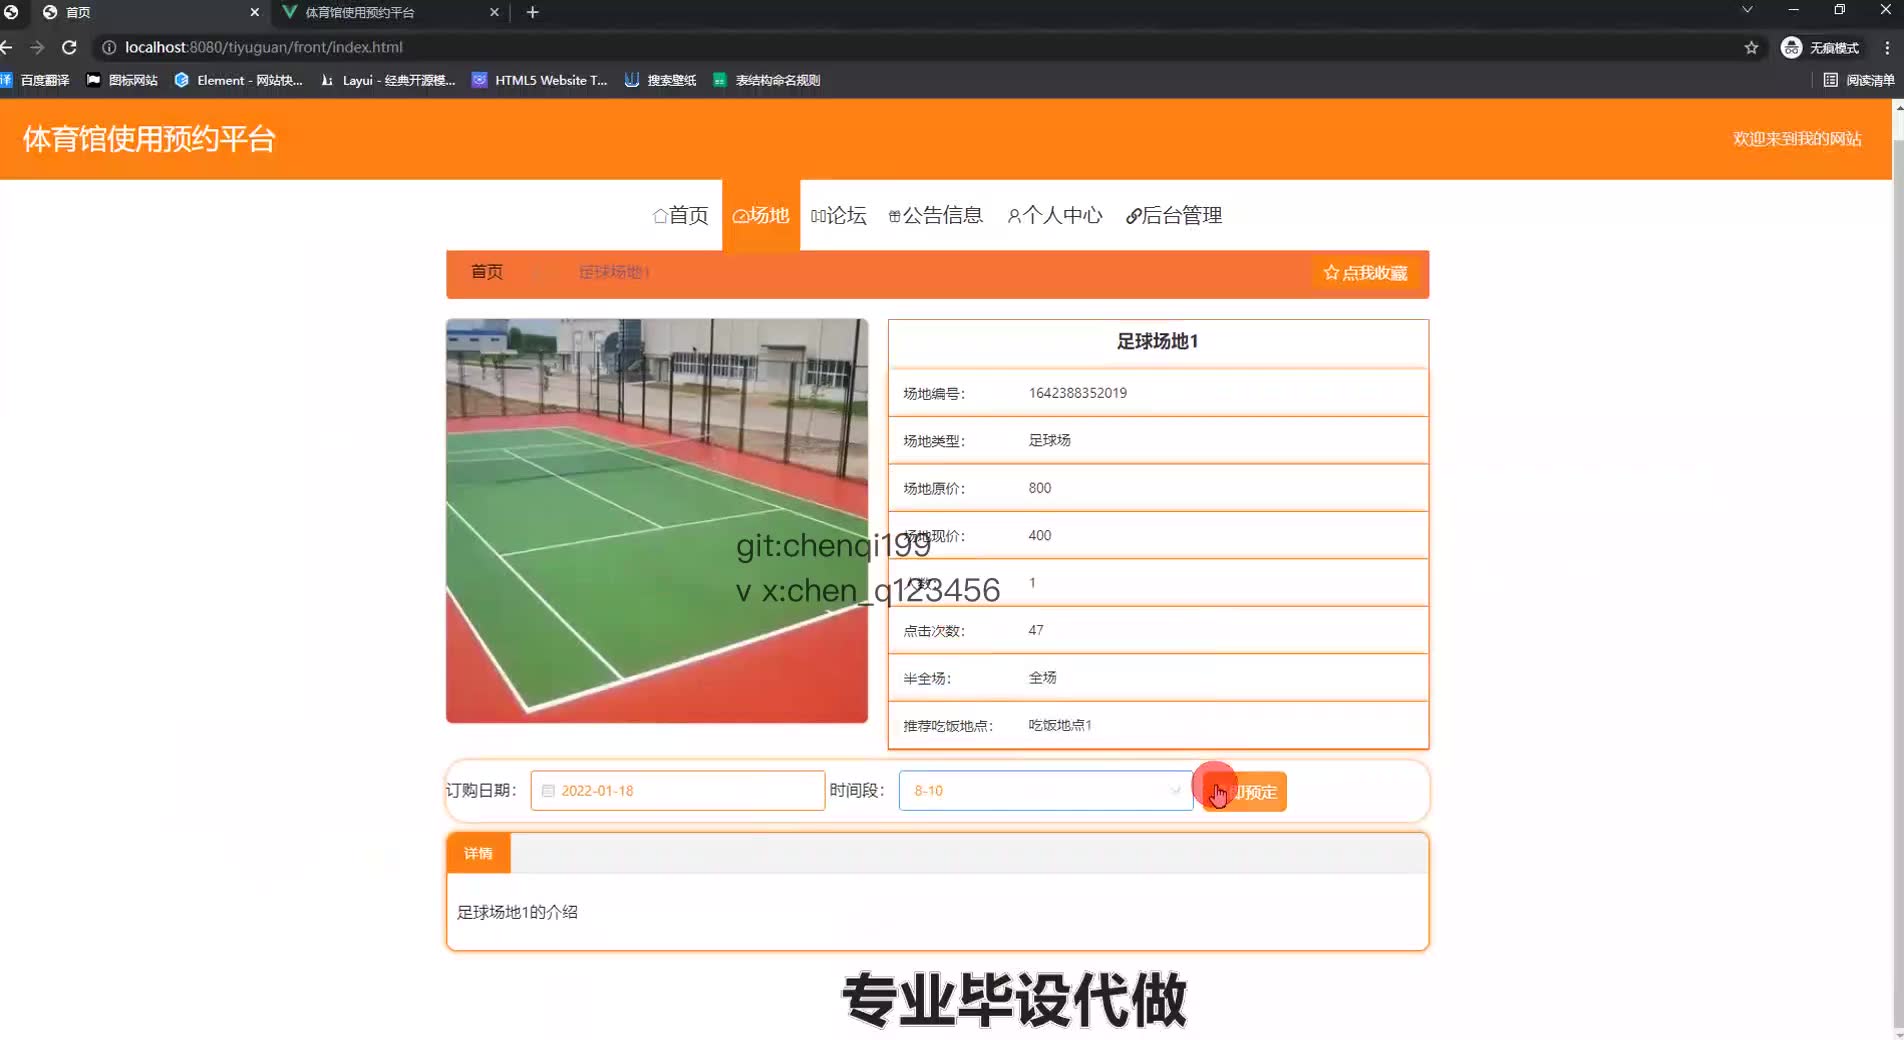 首页
体育馆使用预约平台
localhost:8080/tiyuguan/front/index.html
无痕模式
百度翻译
图标网站
Element - 网站快...
Layui - 经典开源模...
HTML5 Website T...
搜索壁纸
表结构命名规则
阅读清单
体育馆使用预约平台
欢迎来到我的网站
首页
场地
论坛
公告信息
个人中心
后台管理
首页
足球场地1
点我收藏
足球场地1
场地编号： 1642388352019
场地类型： 足球场
场地原价： 800
场地现价： 400
人数： 1
点击次数： 47
半全场： 全场
推荐吃饭地点： 吃饭地点1
git:chenqi199
v x:chen_q123456
订购日期： 2022-01-18 时间段： 8-10 即预定
详情
足球场地1的介绍
专业毕设代做